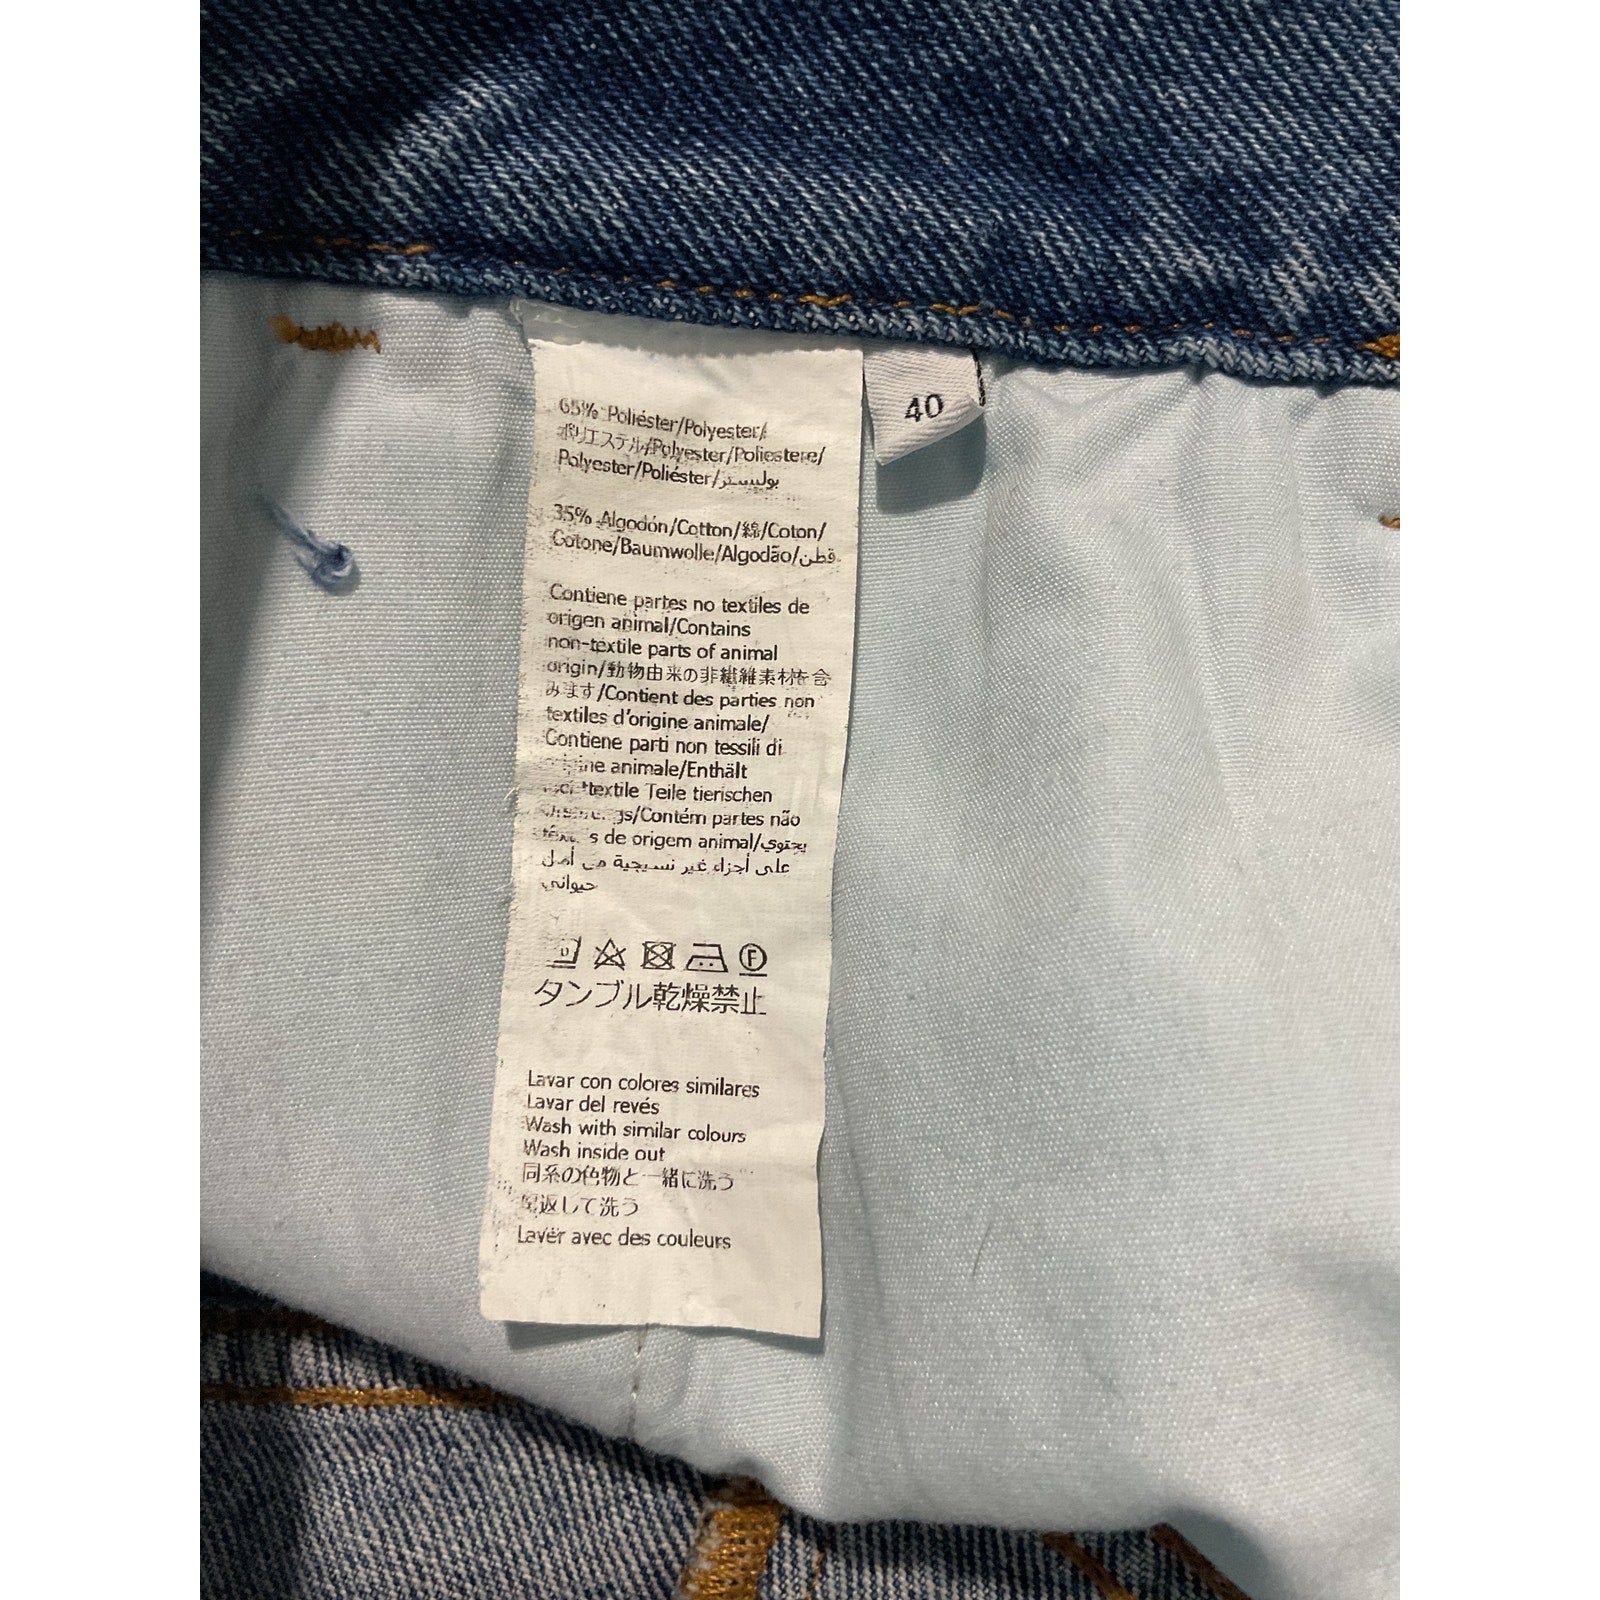 65% Poliéster/Polyester/
ポリエステル/Polyester/Poliestere/
Polyester/Poliéster/بوليستر
35% Algodón/Cotton/綿/Coton/
Cotone/Baumwolle/Algodão/قطن
Contiene partes no textiles de
origen animal/Contains
non-textile parts of animal
origin/動物由来の非繊維素材を含
みます/Contient des parties non
textiles d'origine animale/
Contiene parti non tessili di
animale/Enthält
Teile tierischen
/Contém partes não
de origem animal/يحتوي
على أجزاء غير نسيجية من أصل
حيواني
U F
タンブル乾燥禁止
Lavar con colores similares
Lavar del revés
Wash with similar colours
Wash inside out
同系の色物と一緒に洗う
返して洗う
Laver avec des couleurs
40